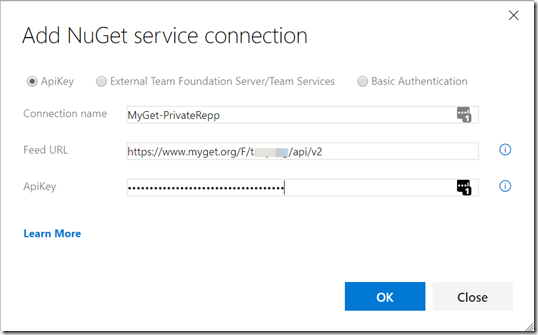 Add NuGet service connection
ApiKey External Team Foundation Server/Team Services Basic Authentication
Connection name MyGet-PrivateRepp
Feed URL https://www.myget.org/F/ /api/v2
ApiKey ••••••••••••••••••••••••••••••••••••
Learn More
OK Close